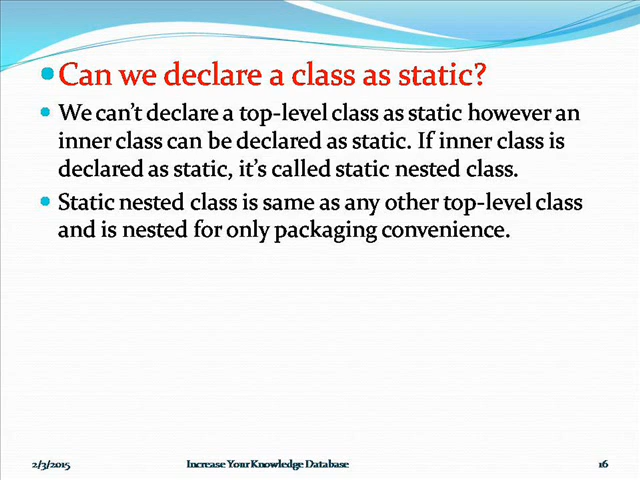 Can we declare a class as static?
We can't declare a top-level class as static however an
inner class can be declared as static. If inner class is
declared as static, it's called static nested class.
Static nested class is same as any other top-level class
and is nested for only packaging convenience.
2/3/2015 Increase Your Knowledge Database 16